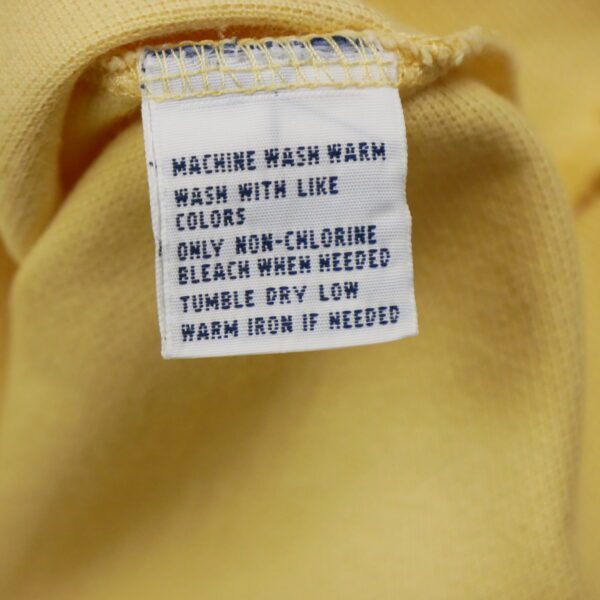 MACHINE WASH WARM
WASH WITH LIKE
COLORS
ONLY NON-CHLORINE
BLEACH WHEN NEEDED
TUMBLE DRY LOW
WARM IRON IF NEEDED